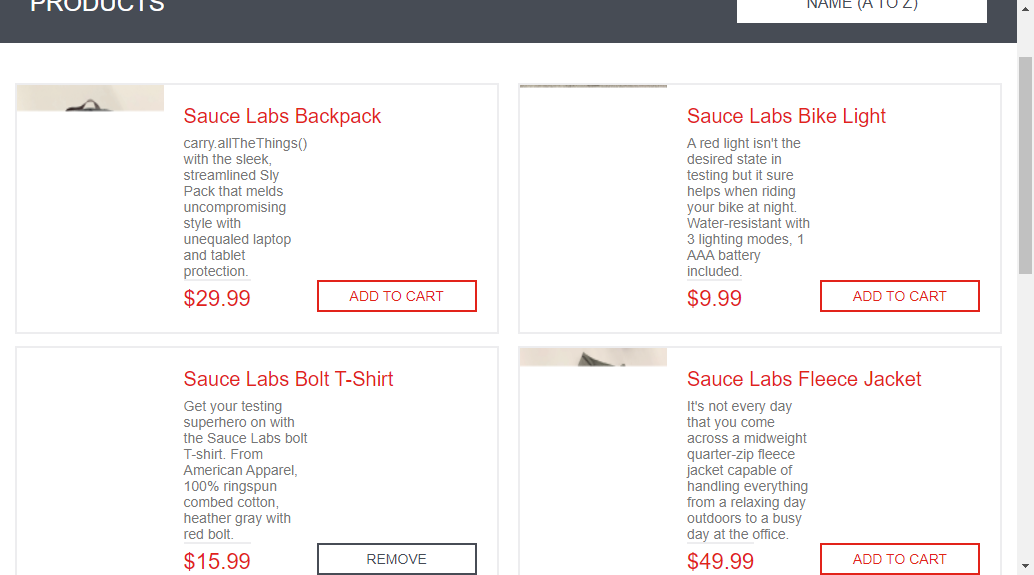 PRODUCTS
NAME (A TO Z)
Sauce Labs Backpack
carry.allTheThings()
with the sleek,
streamlined Sly
Pack that melds
uncompromising
style with
unequaled laptop
and tablet
protection.
$29.99
ADD TO CART
Sauce Labs Bike Light
A red light isn't the
desired state in
testing but it sure
helps when riding
your bike at night.
Water-resistant with
3 lighting modes, 1
AAA battery
included.
$9.99
ADD TO CART
Sauce Labs Bolt T-Shirt
Get your testing
superhero on with
the Sauce Labs bolt
T-shirt. From
American Apparel,
100% ringspun
combed cotton,
heather gray with
red bolt.
$15.99
REMOVE
Sauce Labs Fleece Jacket
It's not every day
that you come
across a midweight
quarter-zip fleece
jacket capable of
handling everything
from a relaxing day
outdoors to a busy
day at the office.
$49.99
ADD TO CART